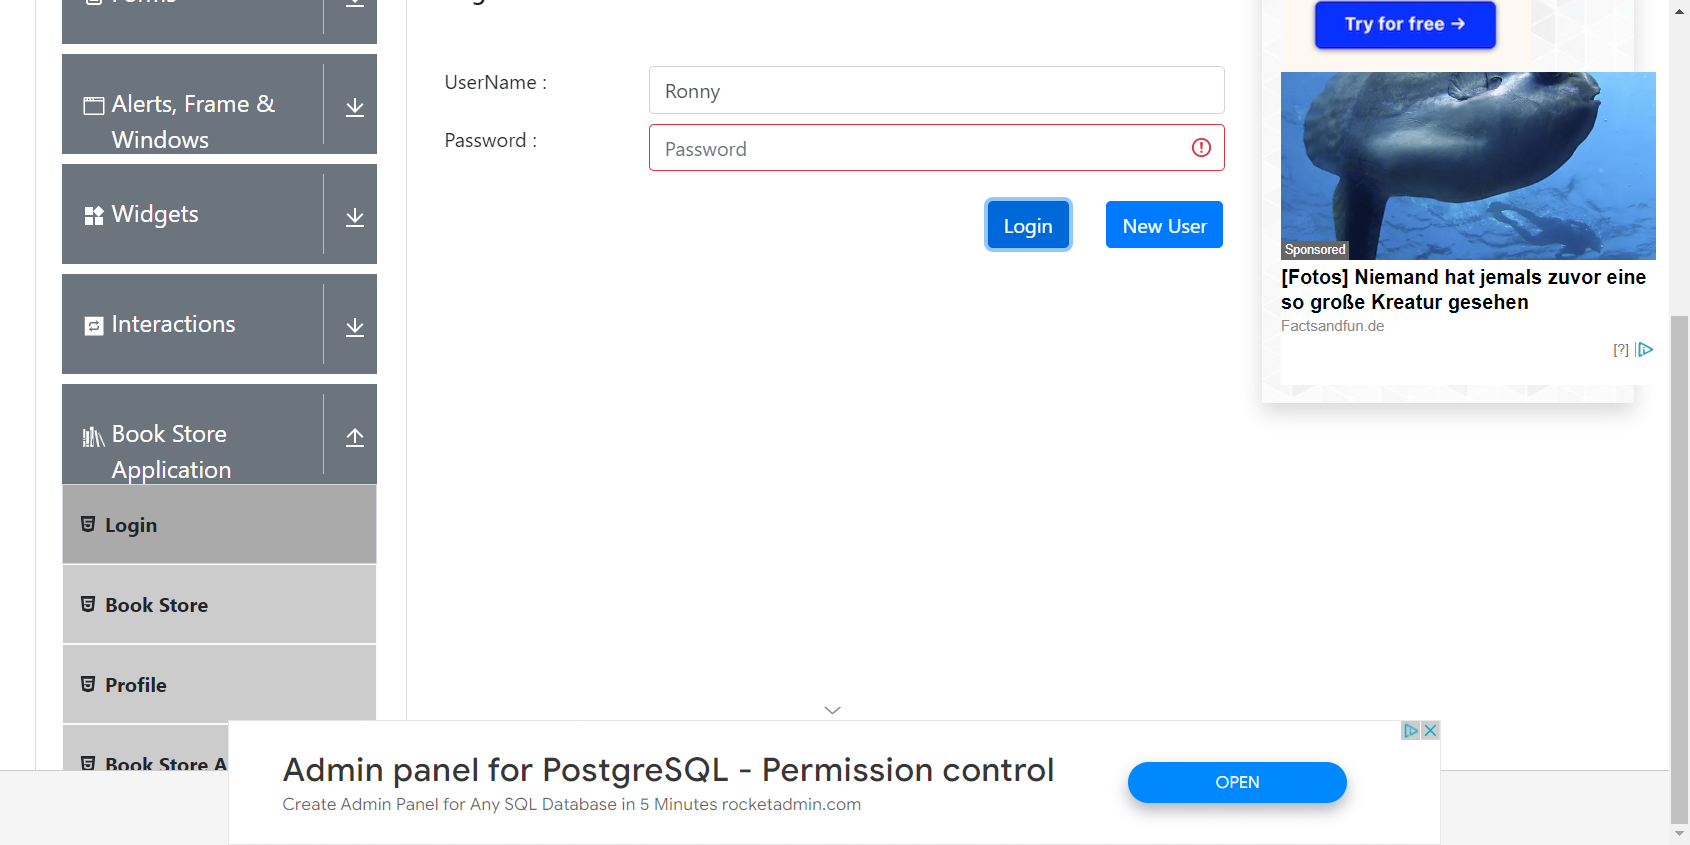 Forms
Alerts, Frame &
Windows
Widgets
Interactions
Book Store
Application
Login
Book Store
Profile
Book Store A
UserName :
Ronny
Password :
Password
Login
New User
Try for free →
Sponsored
[Fotos] Niemand hat jemals zuvor eine
so große Kreatur gesehen
Factsandfun.de
[?]
Admin panel for PostgreSQL - Permission control
Create Admin Panel for Any SQL Database in 5 Minutes rocketadmin.com
OPEN